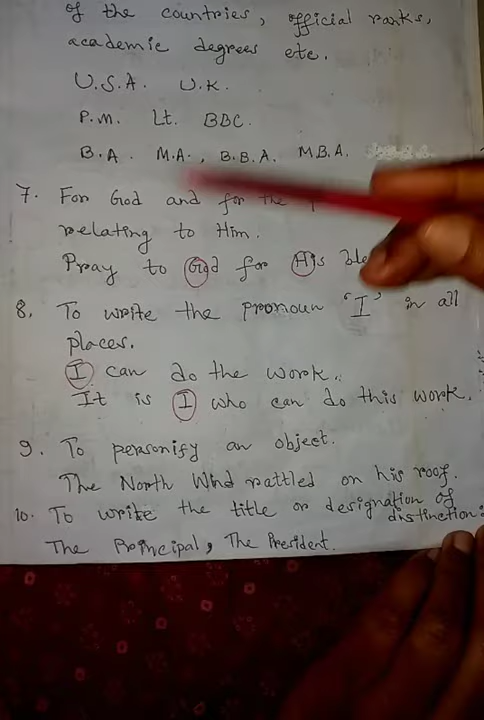 of the countries, official ranks,
academic degrees etc.
U.S.A. U.K.
P.M. Lt. BBC.
B.A. M.A., B.B.A. M.B.A.
7. For God and for the
relating to Him.
Pray to God for His
8. To write the pronoun 'I' in all
places.
I can do the work.
It is I who can do this work.
9. To personify an object.
The North Wind rattled on his roof.
10. To write the title or designation of
distinction:
The Principal, The President.